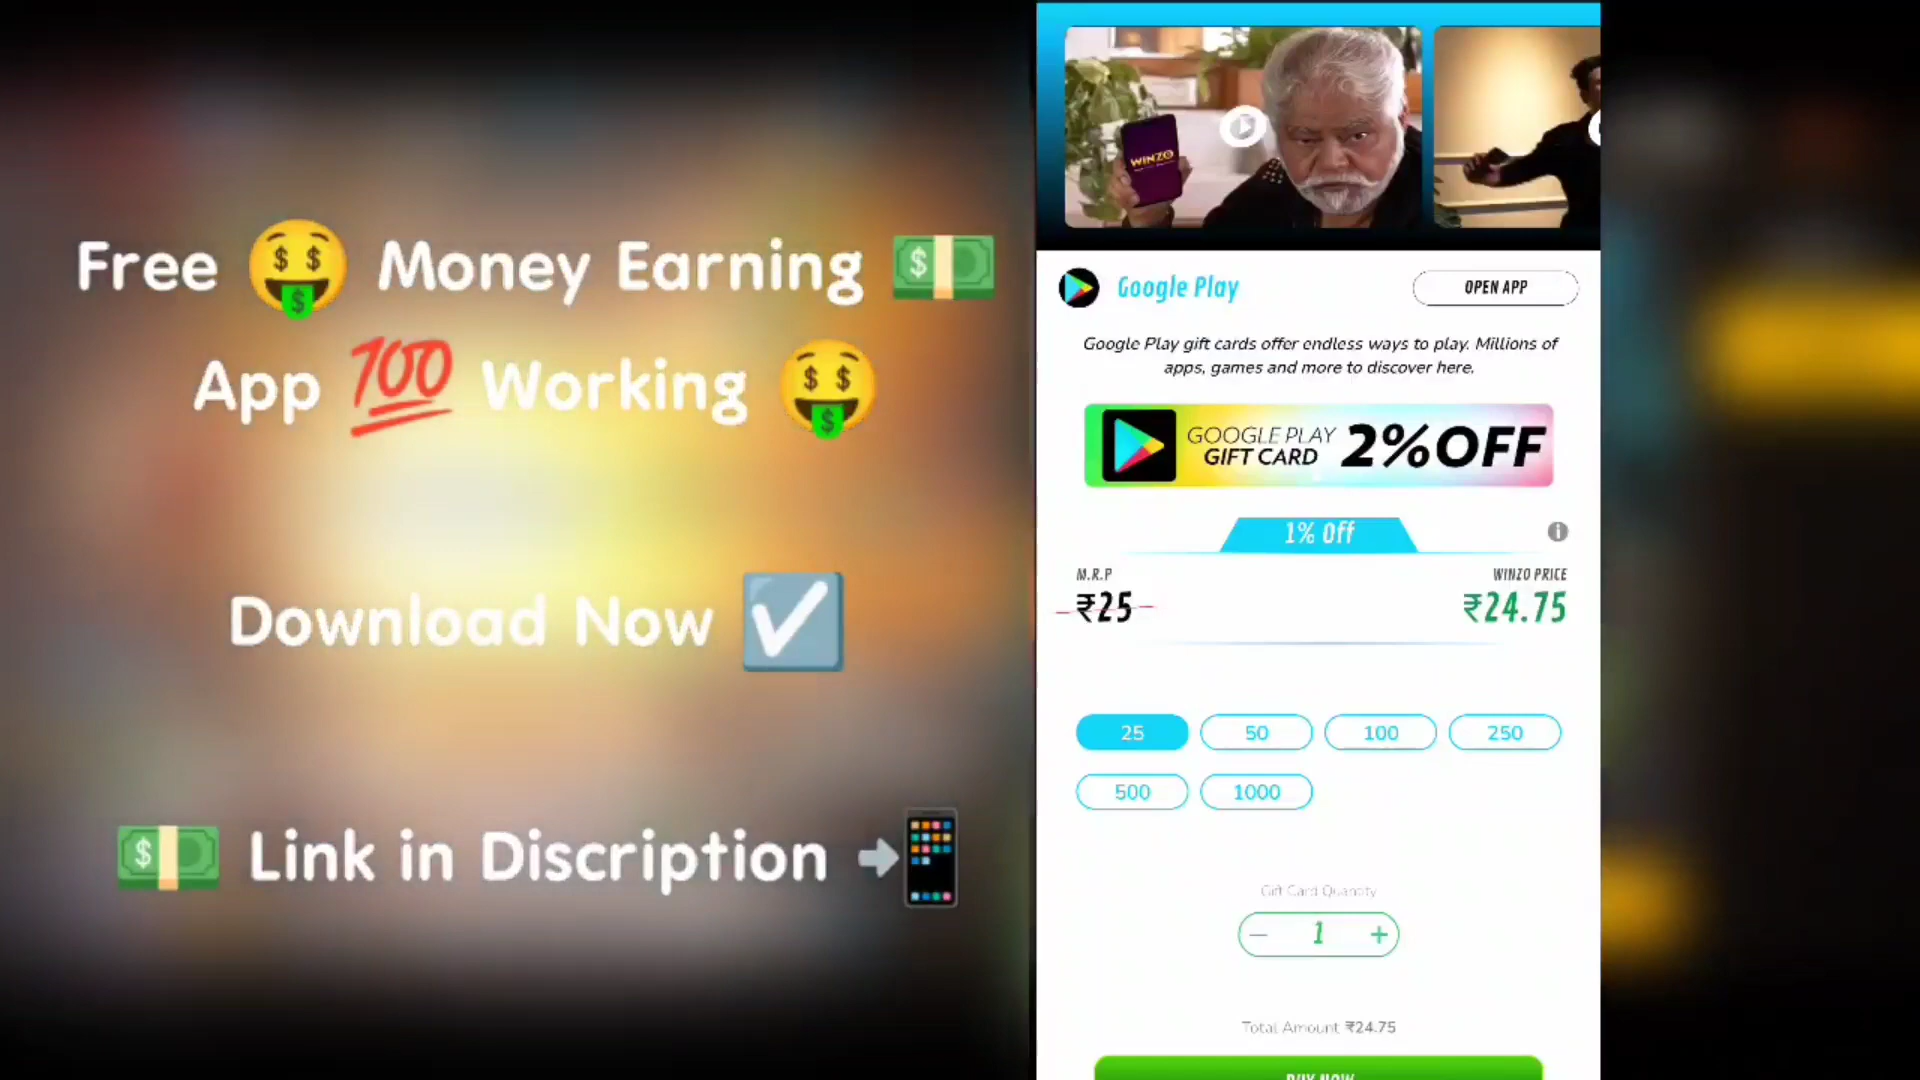 Free 🤑 Money Earning 💵
App 💯 Working 🤑
Download Now ☑️
💵 Link in Discription 📲
WINZO
Google Play
OPEN APP
Google Play gift cards offer endless ways to play. Millions of
apps, games and more to discover here.
GOOGLE PLAY
GIFT CARD
2%OFF
1% Off
M.R.P
WINZO PRICE
₹25
₹24.75
25
50
100
250
500
1000
Gift Card Quantity
− 1 +
Total Amount ₹24.75
BUY NOW